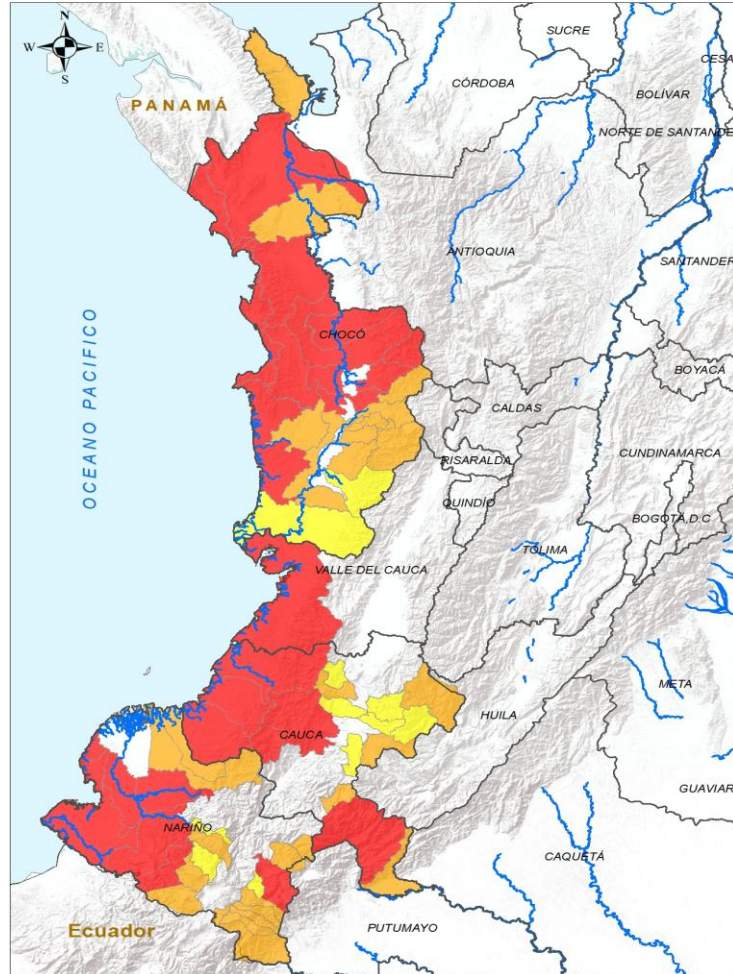 N
W E
S
SUCRE
CESA
CÓRDOBA
BOLÍVAR
PANAMÁ
NORTE DE SANTANDER
ANTIOQUIA
SANTANDER
OCEANO PACIFICO
CHOCÓ
BOYACÁ
CALDAS
CUNDINAMARCA
RISARALDA
QUINDÍO
BOGOTÁ,D.C
TOLIMA
VALLE DEL CAUCA
META
HUILA
CAUCA
GUAVIAR
NARIÑO
CAQUETÁ
PUTUMAYO
Ecuador